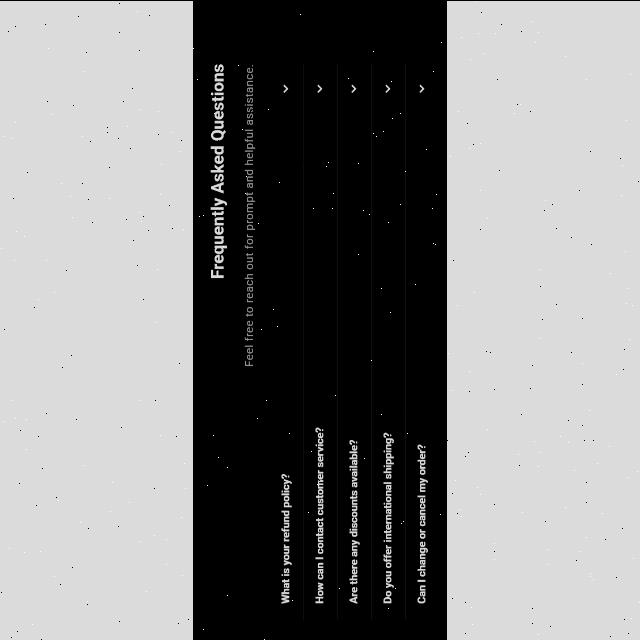 Frequently Asked Questions
Feel free to reach out for prompt and helpful assistance.
What is your refund policy?
How can I contact customer service?
Are there any discounts available?
Do you offer international shipping?
Can I change or cancel my order?